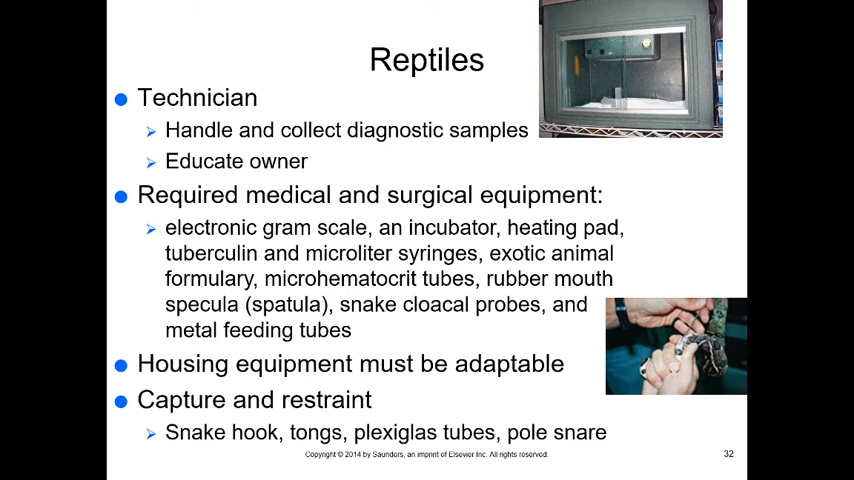 Reptiles
Technician
Handle and collect diagnostic samples
Educate owner
Required medical and surgical equipment:
electronic gram scale, an incubator, heating pad,
tuberculin and microliter syringes, exotic animal
formulary, microhematocrit tubes, rubber mouth
specula (spatula), snake cloacal probes, and
metal feeding tubes
Housing equipment must be adaptable
Capture and restraint
Snake hook, tongs, plexiglas tubes, pole snare
Copyright © 2014 by Saunders, an imprint of Elsevier Inc. All rights reserved.
32